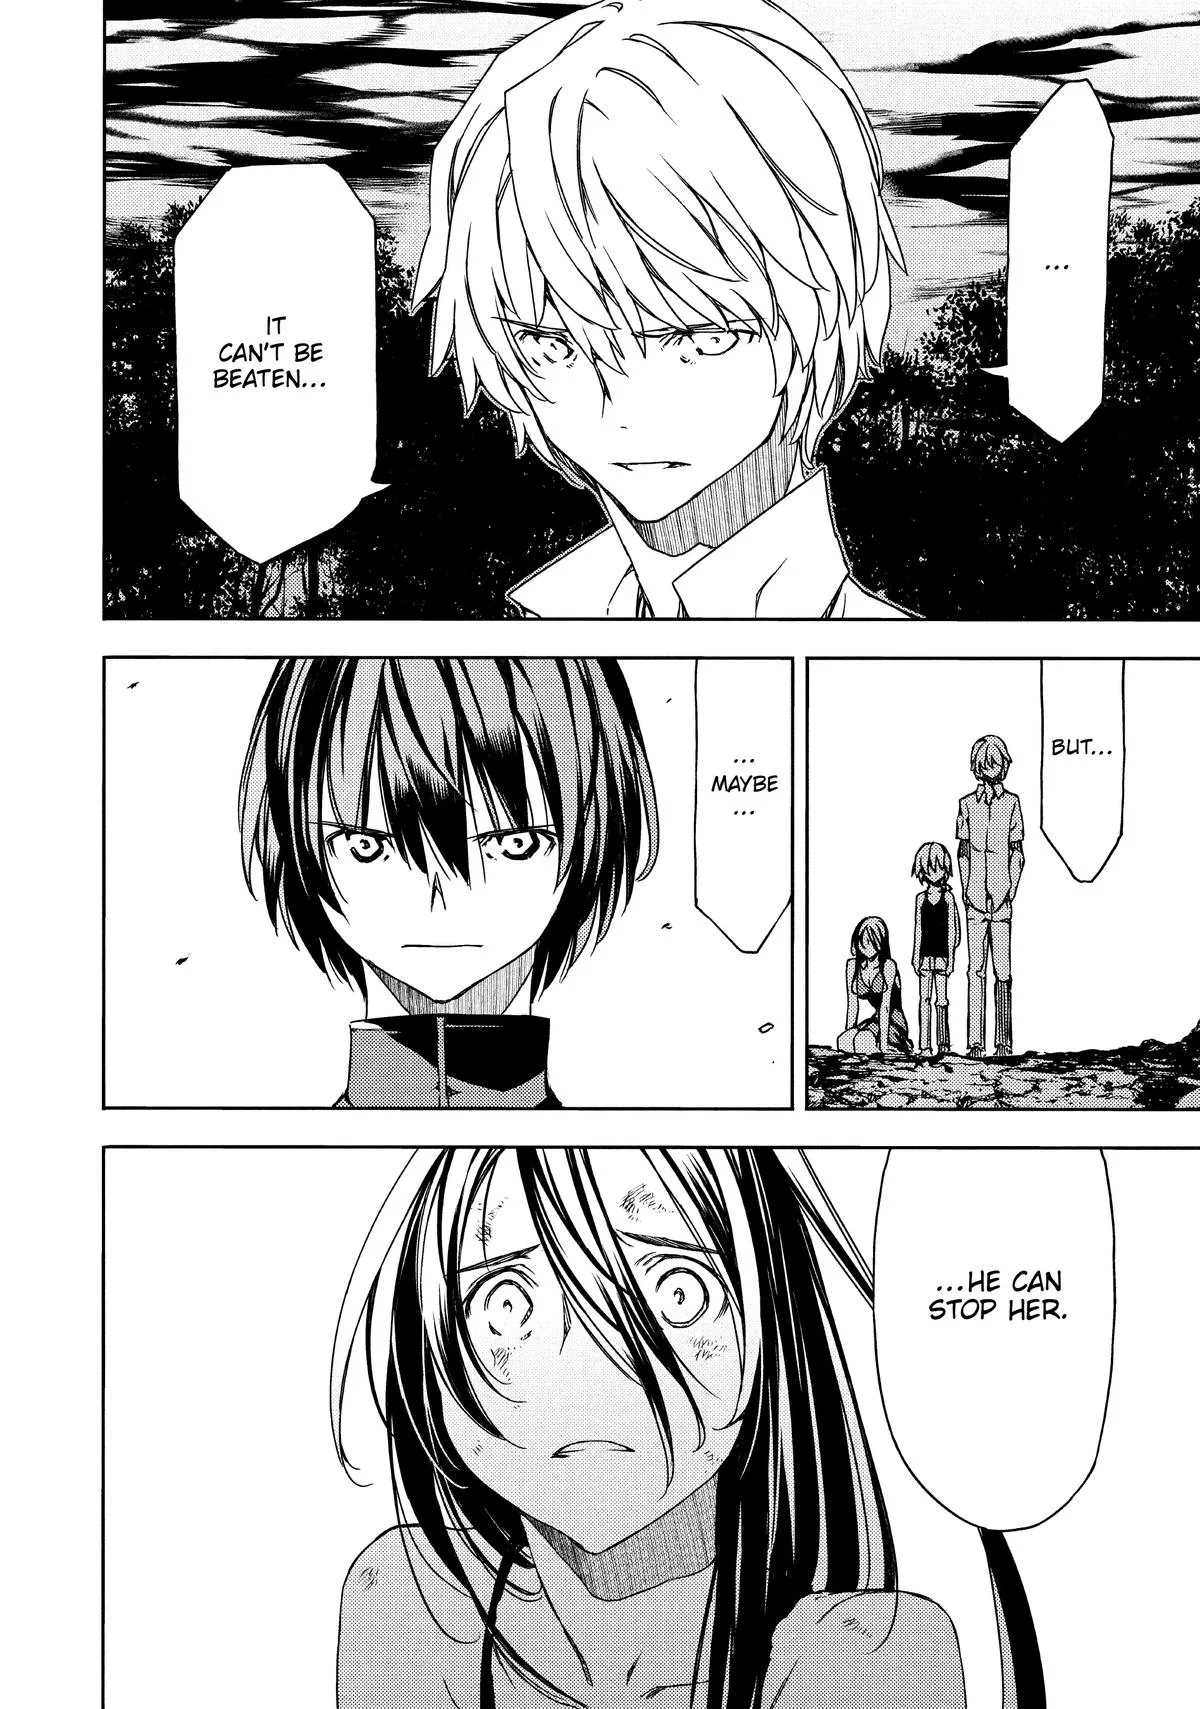 ...
IT
CAN'T BE
BEATEN...
BUT...
...
MAYBE
...
...HE CAN
STOP HER.